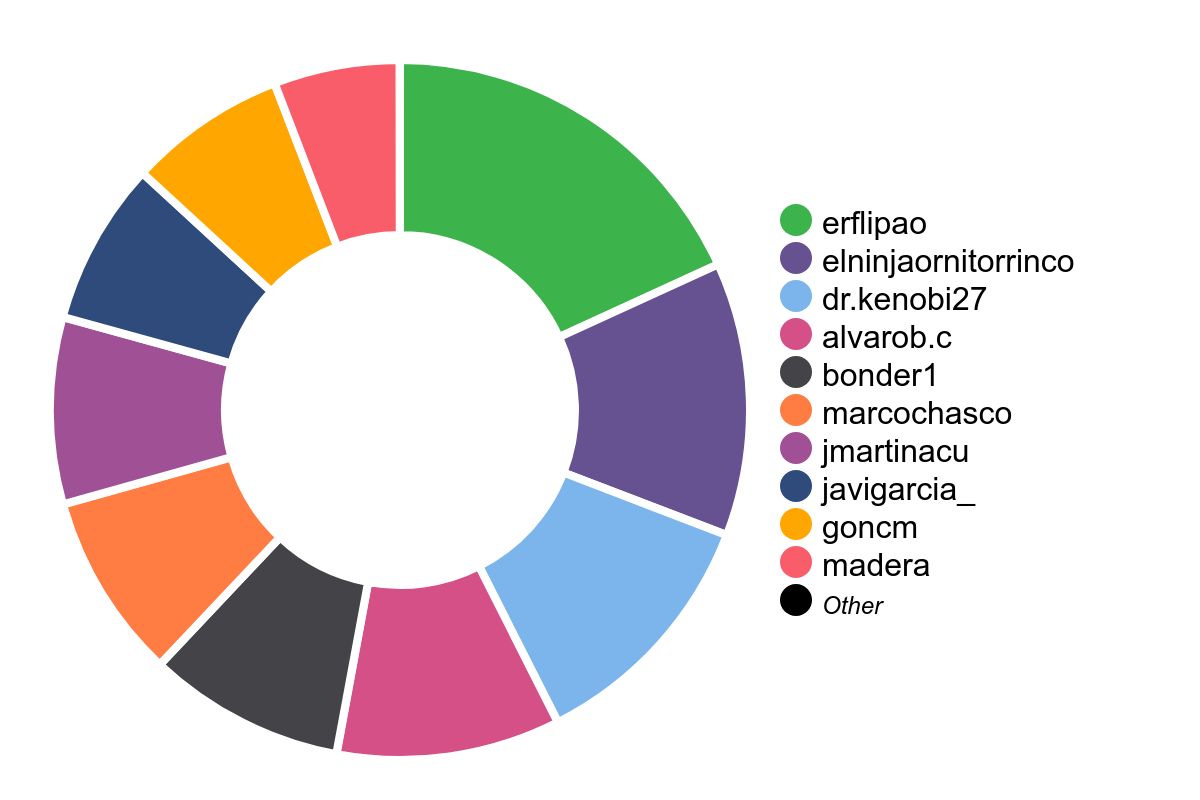 erflipao
elninjaornitorrinco
dr.kenobi27
alvarob.c
bonder1
marcochasco
jmartinacu
javigarcia_
goncm
madera
Other